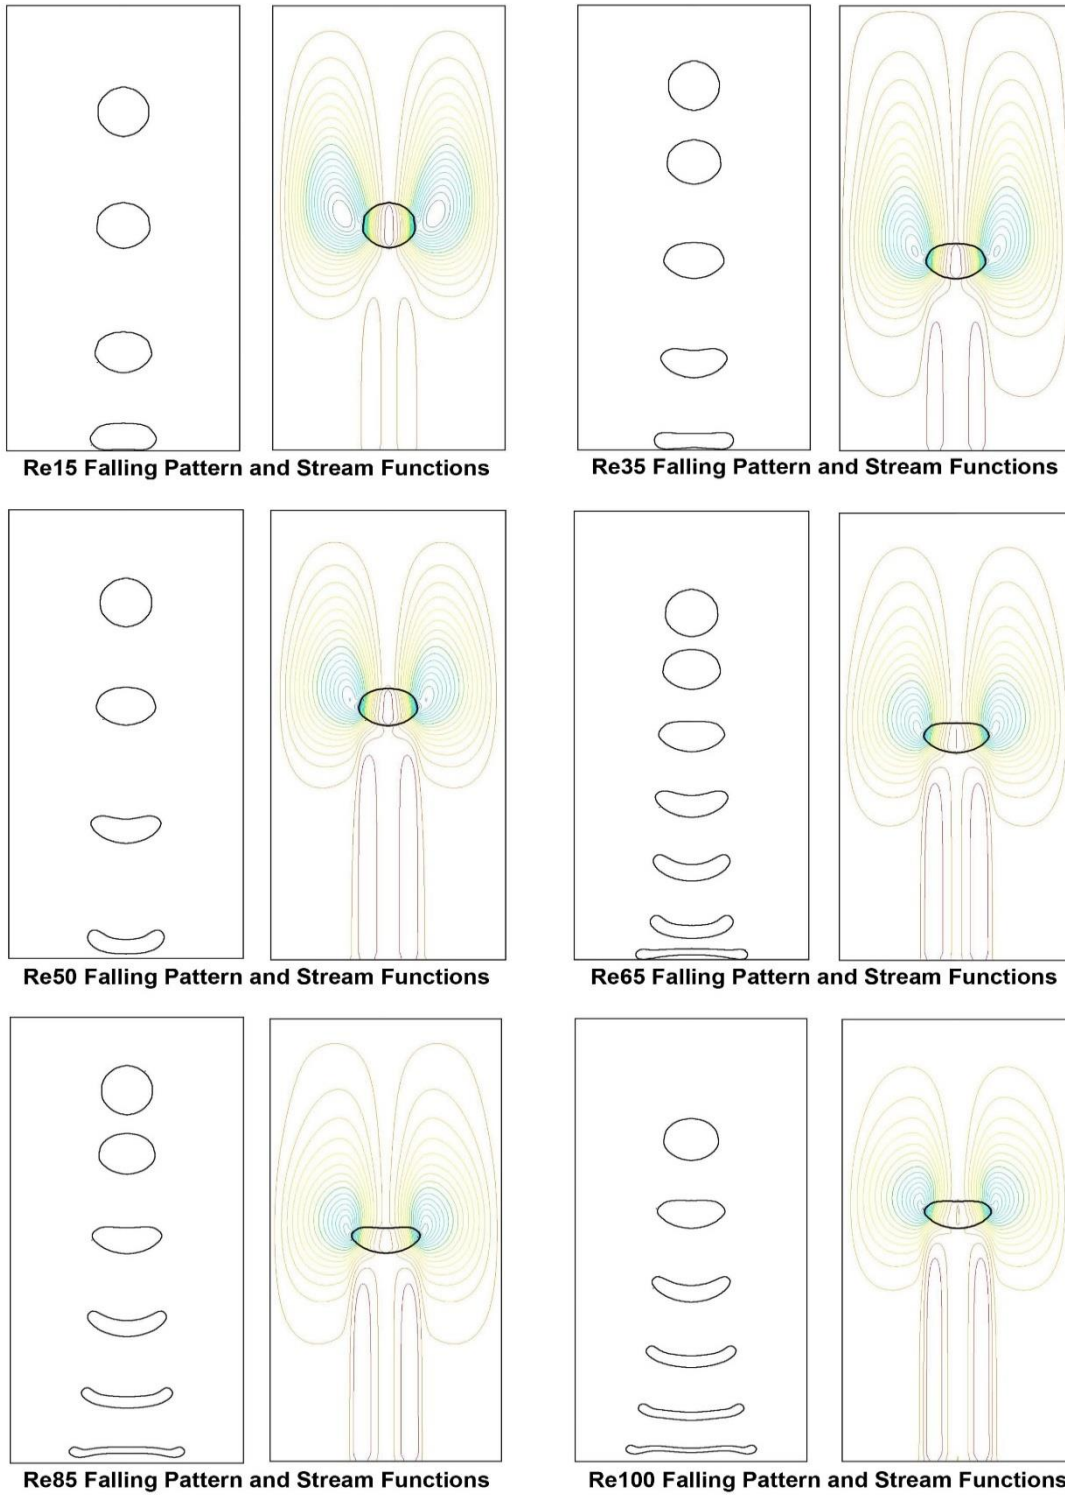 Re15 Falling Pattern and Stream Functions
Re35 Falling Pattern and Stream Functions
Re50 Falling Pattern and Stream Functions
Re65 Falling Pattern and Stream Functions
Re85 Falling Pattern and Stream Functions
Re100 Falling Pattern and Stream Functions